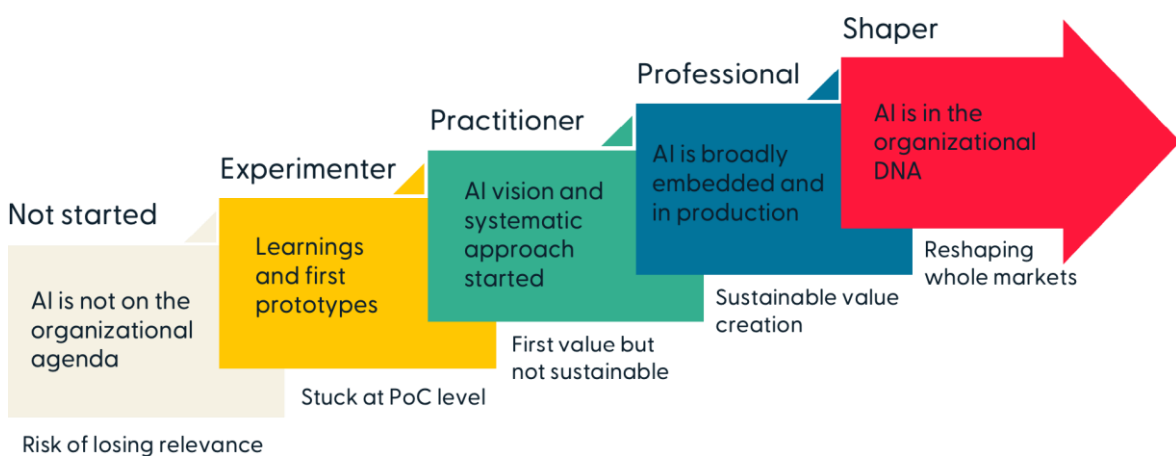 Not started
AI is not on the
organizational
agenda
Risk of losing relevance
Experimenter
Learnings
and first
prototypes
Stuck at PoC level
Practitioner
AI vision and
systematic
approach
started
First value but
not sustainable
Professional
AI is broadly
embedded and
in production
Sustainable value
creation
Shaper
AI is in the
organizational
DNA
Reshaping
whole markets